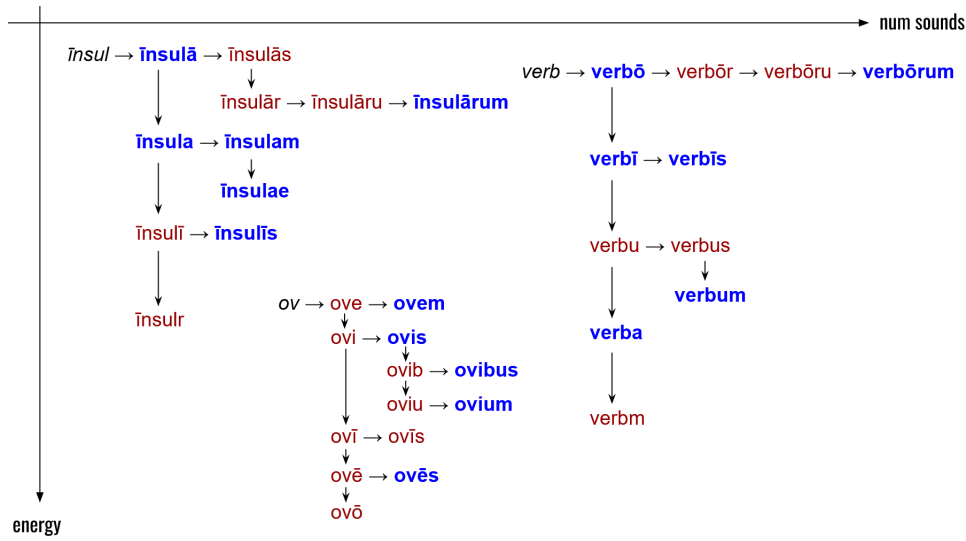 num sounds
īnsul → īnsulā → īnsulās
īnsulār → īnsulāru → īnsulārum
īnsula → īnsulam
īnsulae
īnsulī → īnsulīs
īnsulr
verb → verbō → verbōr → verbōru → verbōrum
verbī → verbīs
verbu → verbus
verbum
verba
verbm
ov → ove → ovem
ovi → ovis
ovib → ovibus
oviu → ovium
ovī → ovīs
ovē → ovēs
ovō
energy